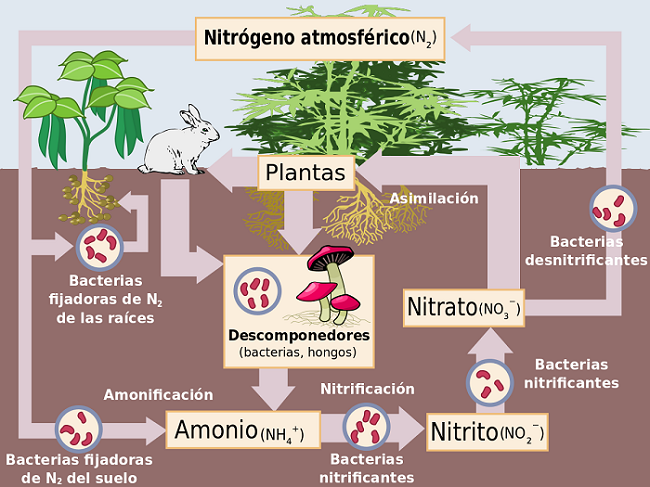 Nitrógeno atmosférico(N₂)
Plantas
Asimilación
Bacterias
desnitrificantes
Bacterias
fijadoras de N₂
de las raíces
Nitrato(NO₃⁻)
Descomponedores
(bacterias, hongos)
Bacterias
nitrificantes
Amonificación
Nitrificación
Amonio(NH₄⁺)
Nitrito(NO₂⁻)
Bacterias fijadoras
de N₂ del suelo
Bacterias
nitrificantes